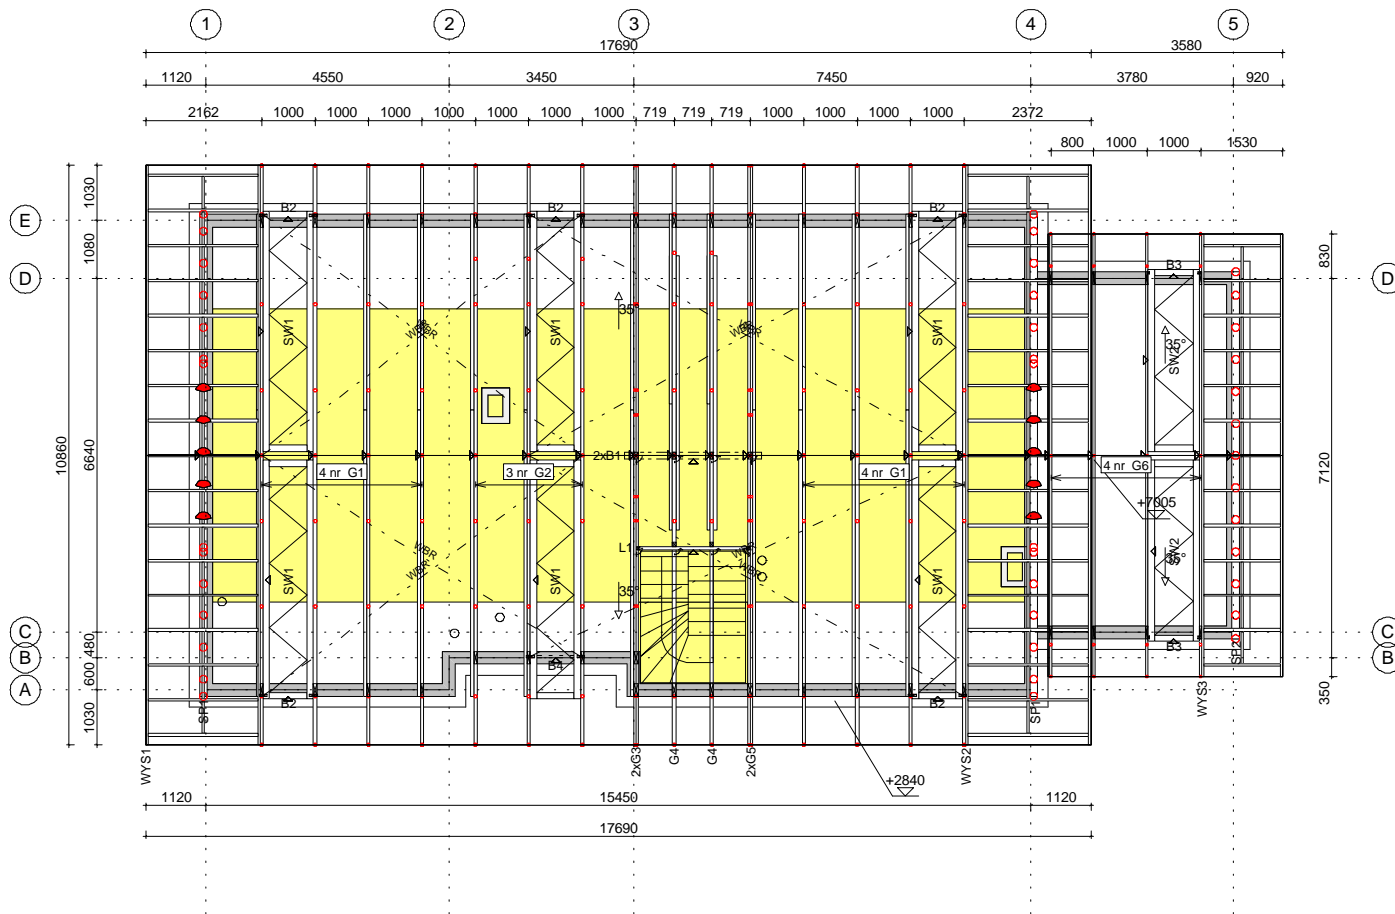 1 2 3 4 5
17690 3580
1120 4550 3450 7450 3780 920
2162 1000 1000 1000 1000 1000 1000 1000 719 719 719 1000 1000 1000 1000 2372
800 1000 1000 1530
E
D
C
B
A
D
C
B
10860
1030
1080
6640
480
600
1030
830
7120
350
B2 B2 B2
B3
35°
WBR WBR
WBR WBR
SW1 SW1 SW1
SW2
35°
2xB1
4 nr G1 3 nr G2 4 nr G1 4 nr G6
+7005
L1
WBR WBR
WBR WBR
SW1 SW1 SW1
SW2
35°
35°
B4
B3
B2 B2
SP1 SP1 SP2
WYS1 2xG3 G4 G4 2xG5 WYS2 WYS3
+2840
1120 15450 1120
17690